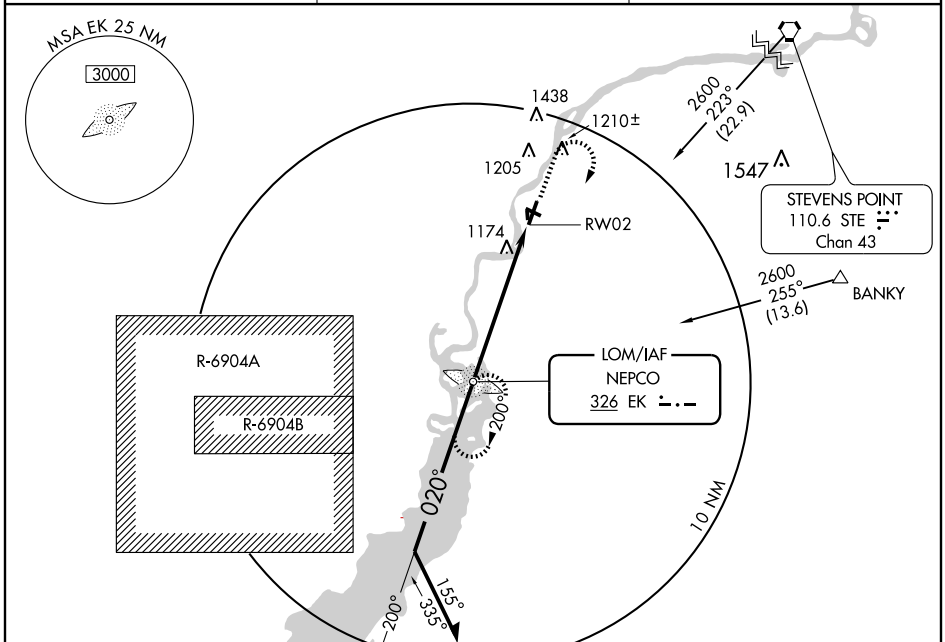 MSA EK 25 NM
3000
1438
1210±
1205
2600
223°
(22.9)
1547
STEVENS POINT
110.6 STE
Chan 43
RW02
1174
2600
255°
(13.6)
BANKY
R-6904A
R-6904B
LOM/IAF
NEPCO
326 EK
200°
020°
10 NM
200°
335°
155°